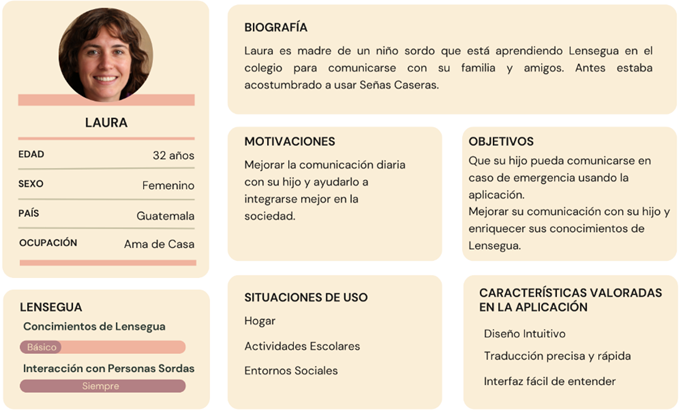 LAURA
EDAD 32 años
SEXO Femenino
PAÍS Guatemala
OCUPACIÓN Ama de Casa
LENSEGUA
Concimientos de Lensegua
Básico
Interacción con Personas Sordas
Siempre
BIOGRAFÍA
Laura es madre de un niño sordo que está aprendiendo Lensegua en el
colegio para comunicarse con su familia y amigos. Antes estaba
acostumbrado a usar Señas Caseras.
MOTIVACIONES
Mejorar la comunicación diaria
con su hijo y ayudarlo a
integrarse mejor en la
sociedad.
OBJETIVOS
Que su hijo pueda comunicarse en
caso de emergencia usando la
aplicación.
Mejorar su comunicación con su hijo y
enriquecer sus conocimientos de
Lensegua.
SITUACIONES DE USO
Hogar
Actividades Escolares
Entornos Sociales
CARACTERÍSTICAS VALORADAS
EN LA APLICACIÓN
Diseño Intuitivo
Traducción precisa y rápida
Interfaz fácil de entender